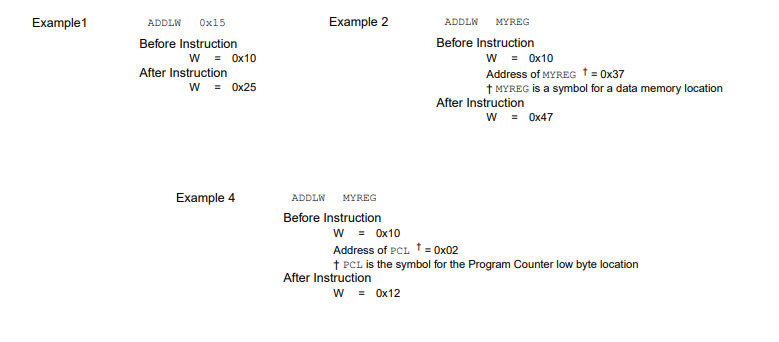 Example1 ADDLW 0x15
Before Instruction
W = 0x10
After Instruction
W = 0x25
Example 2 ADDLW MYREG
Before Instruction
W = 0x10
Address of MYREG † = 0x37
† MYREG is a symbol for a data memory location
After Instruction
W = 0x47
Example 4 ADDLW MYREG
Before Instruction
W = 0x10
Address of PCL † = 0x02
† PCL is the symbol for the Program Counter low byte location
After Instruction
W = 0x12